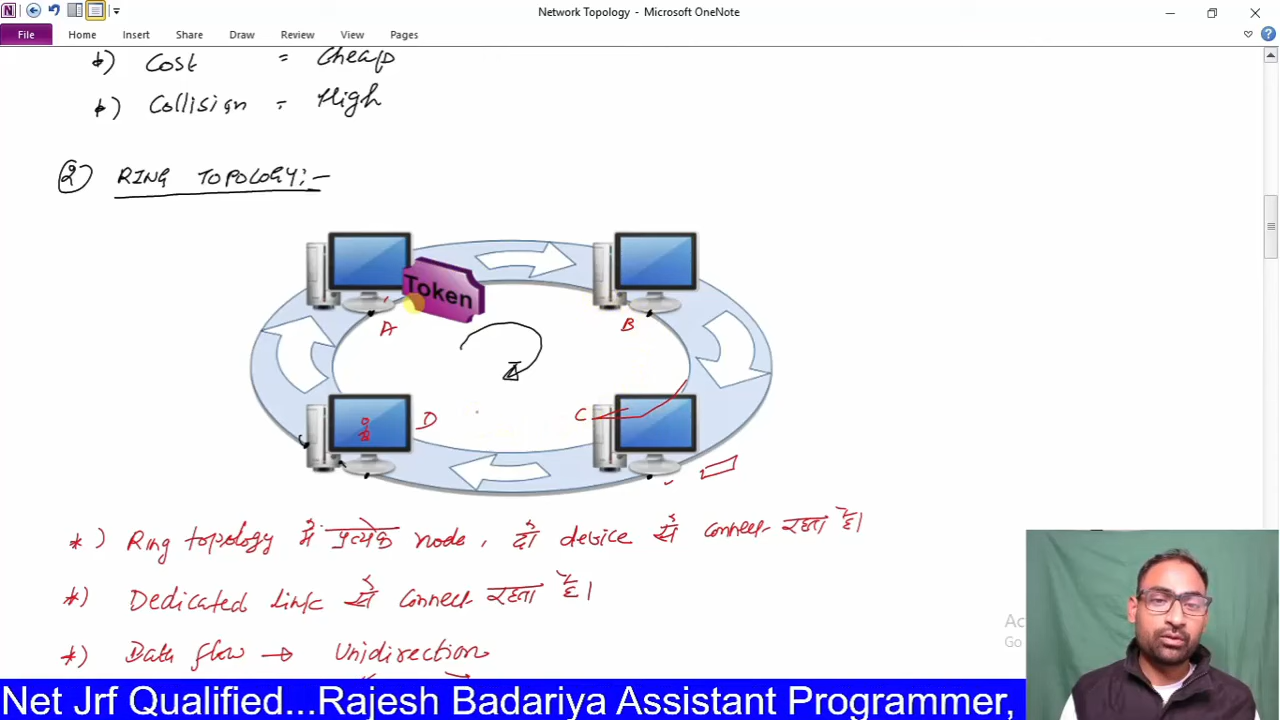 Network Topology - Microsoft OneNote
File Home Insert Share Draw Review View Pages
*) Cost = Cheap
*) Collision = High
② RING TOPOLOGY:-
Token
A B
D C
*) Ring topology में प्रत्येक node, दो device से connect रहता है।
*) Dedicated link से connect रहता है।
*) Data flow → Unidirection
Ac
Go
Net Jrf Qualified...Rajesh Badariya Assistant Programmer,